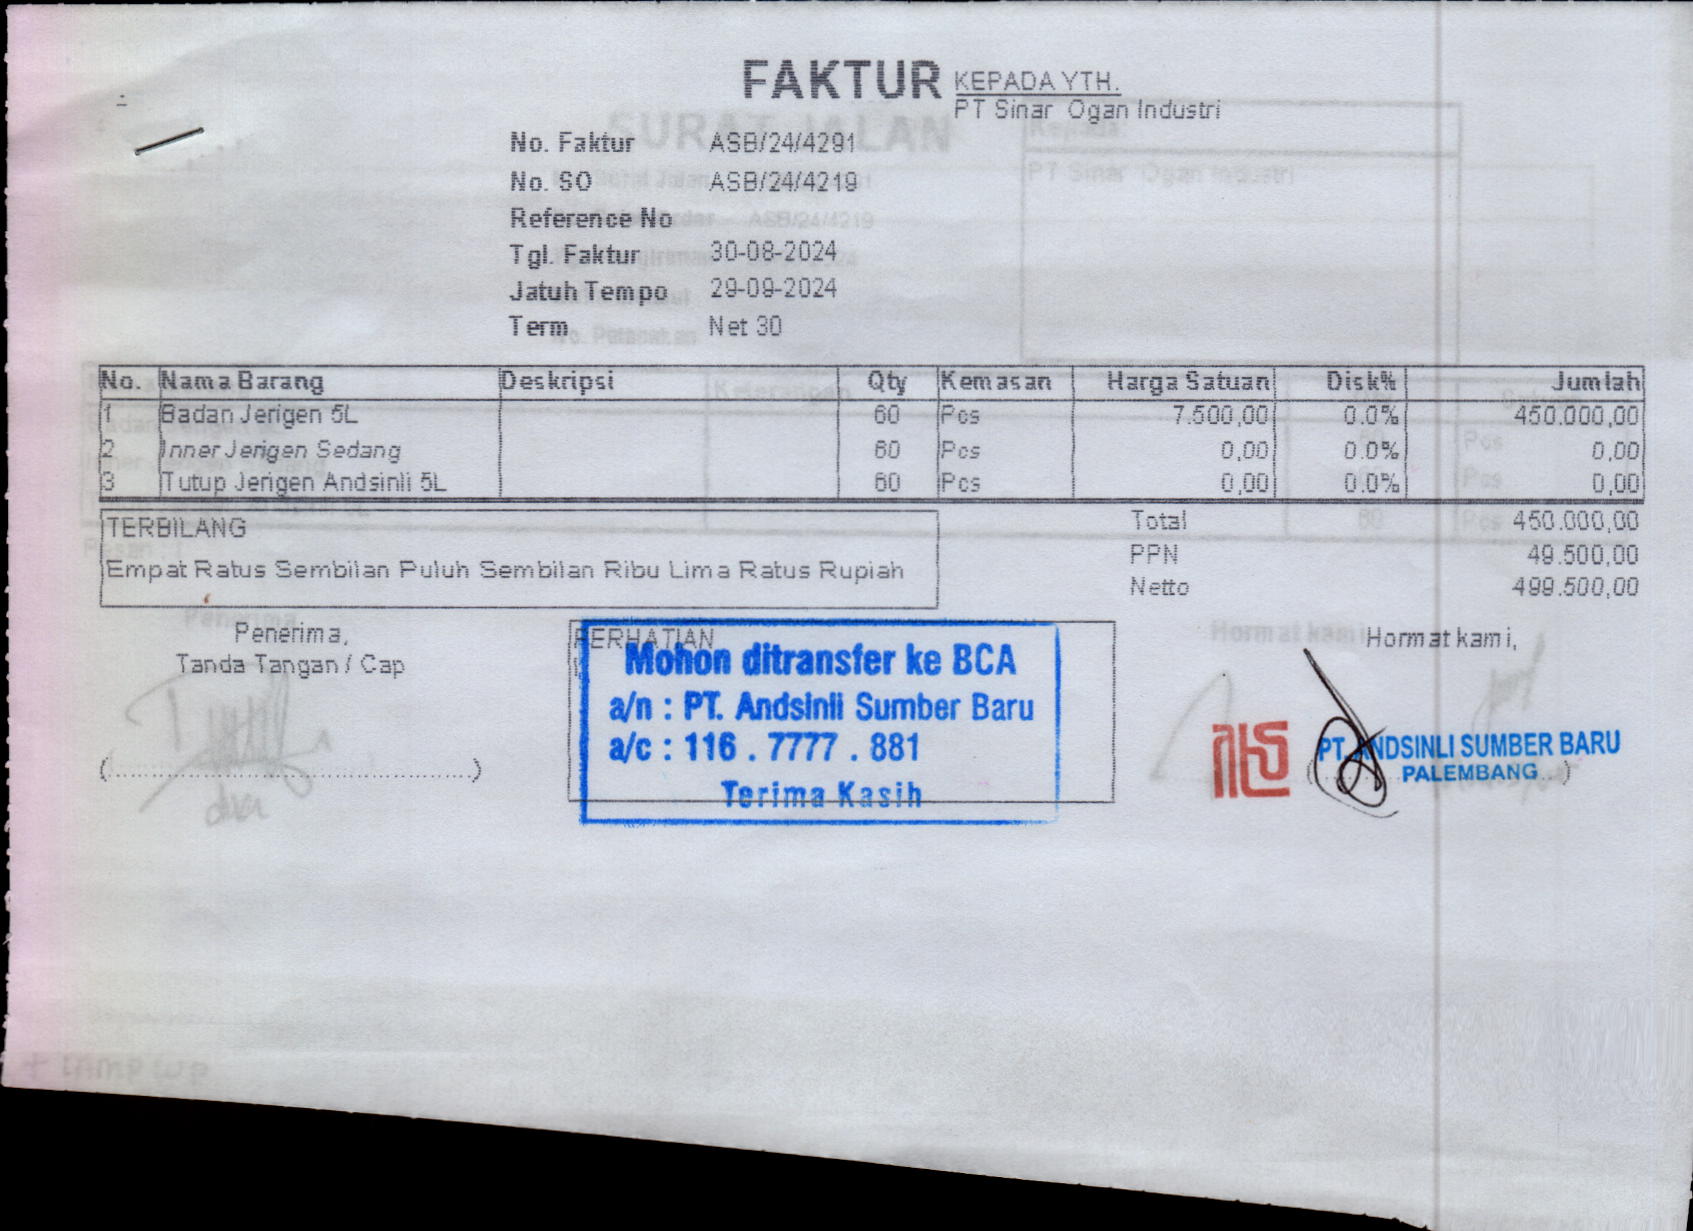 FAKTUR
KEPADA YTH.
PT Sinar Ogan Industri
No. Faktur ASB/24/4291
No. SO ASB/24/4219
Reference No
Tgl. Faktur 30-08-2024
Jatuh Tempo 29-09-2024
Term Net 30
No. Nama Barang Deskripsi Qty Kemasan Harga Satuan Disk% Jumlah
1 Badan Jerigen 5L 60 Pcs 7.500,00 0.0% 450.000,00
2 Inner Jerigen Sedang 60 Pcs 0,00 0.0% 0,00
3 Tutup Jerigen Andsinli 5L 60 Pcs 0,00 0.0% 0,00
TERBILANG
Empat Ratus Sembilan Puluh Sembilan Ribu Lima Ratus Rupiah
Total 450.000,00
PPN 49.500,00
Netto 499.500,00
Penerima,
Tanda Tangan / Cap
(..........................................)
PERHATIAN
Mohon ditransfer ke BCA
a/n : PT. Andsinli Sumber Baru
a/c : 116 . 7777 . 881
Terima Kasih
Hormat kami,
PT. ANDSINLI SUMBER BARU
PALEMBANG